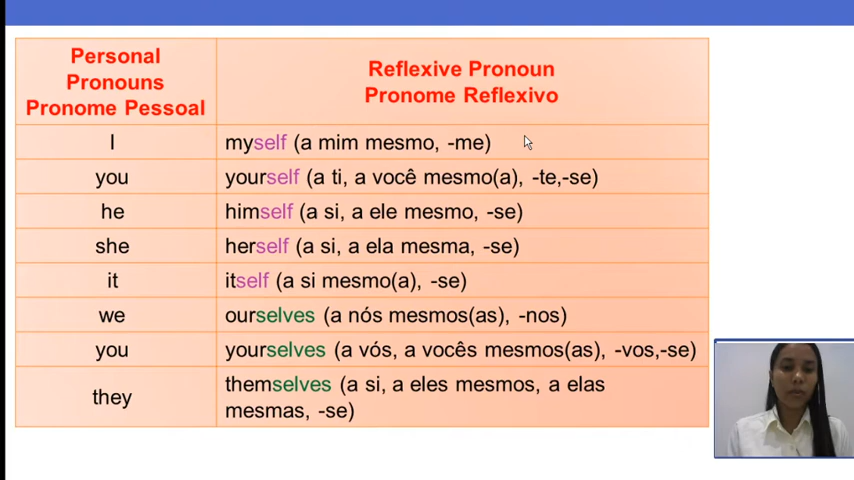 Personal
Pronouns
Pronome Pessoal
Reflexive Pronoun
Pronome Reflexivo
I
myself (a mim mesmo, -me)
you
yourself (a ti, a você mesmo(a), -te,-se)
he
himself (a si, a ele mesmo, -se)
she
herself (a si, a ela mesma, -se)
it
itself (a si mesmo(a), -se)
we
ourselves (a nós mesmos(as), -nos)
you
yourselves (a vós, a vocês mesmos(as), -vos,-se)
they
themselves (a si, a eles mesmos, a elas
mesmas, -se)